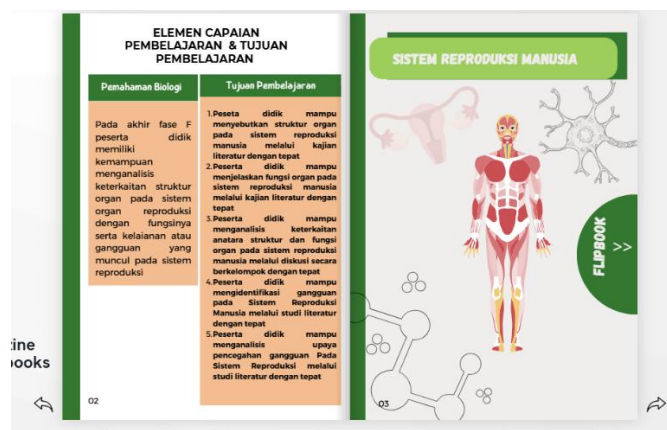 ELEMEN CAPAIAN
PEMBELAJARAN & TUJUAN
PEMBELAJARAN
Pemahaman Biologi
Pada akhir fase F
peserta didik
memiliki
kemampuan
menganalisis
keterkaitan struktur
organ pada sistem
organ reproduksi
dengan fungsinya
serta kelaianan atau
gangguan yang
muncul pada sistem
reproduksi
Tujuan Pembelajaran
1.Peseta didik mampu
menyebutkan struktur organ
pada sistem reproduksi
manusia melalui kajian
literatur dengan tepat
2.Peserta didik mampu
menjelaskan fungsi organ pada
sistem reproduksi manusia
melalui kajian literatur dengan
tepat
3.Peserta didik mampu
menganalisis keterkaitan
anatara struktur dan fungsi
organ pada sistem reproduksi
manusia melalui diskusi secara
berkelompok dengan tepat
4.Peserta didik mampu
mengidentifikasi gangguan
pada Sistem Reproduksi
Manusia melalui studi literatur
dengan tepat
5.Peserta didik mampu
menganalisis upaya
pencegahan gangguan Pada
Sistem Reproduksi melalui
studi literatur dengan tepat
02
SISTEM REPRODUKSI MANUSIA
FLIPBOOK
>>
03
ine
ooks